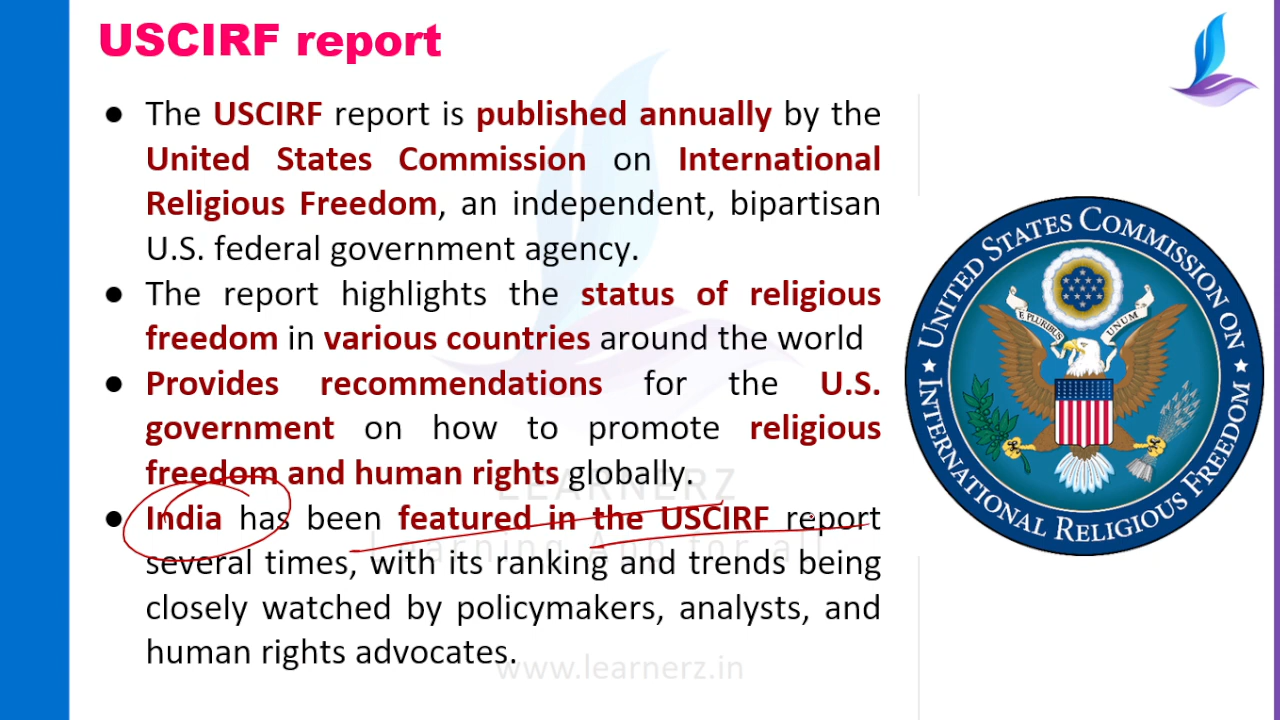 USCIRF report
● The USCIRF report is published annually by the
United States Commission on International
Religious Freedom, an independent, bipartisan
U.S. federal government agency.
● The report highlights the status of religious
freedom in various countries around the world
● Provides recommendations for the U.S.
government on how to promote religious
freedom and human rights globally.
● India has been featured in the USCIRF report
several times, with its ranking and trends being
closely watched by policymakers, analysts, and
human rights advocates.
LEARNERZ
Learning App for all
www.learnerz.in
UNITED STATES COMMISSION ON
INTERNATIONAL RELIGIOUS FREEDOM
E PLURIBUS UNUM